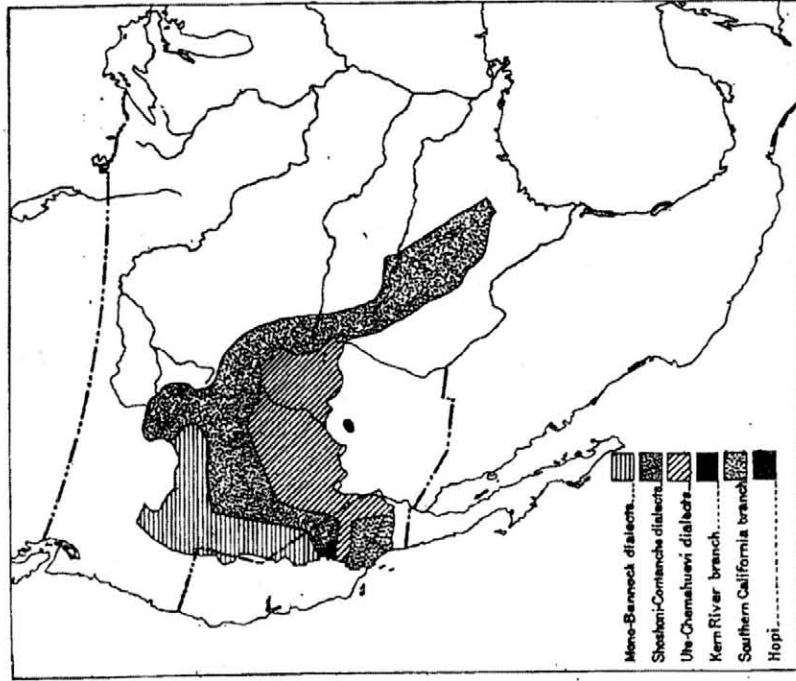 Mono-Bannock dialects
Shoshoni-Comanche dialects
Ute-Chemehuevi dialects
Kern River branch
Southern California branch
Hopi